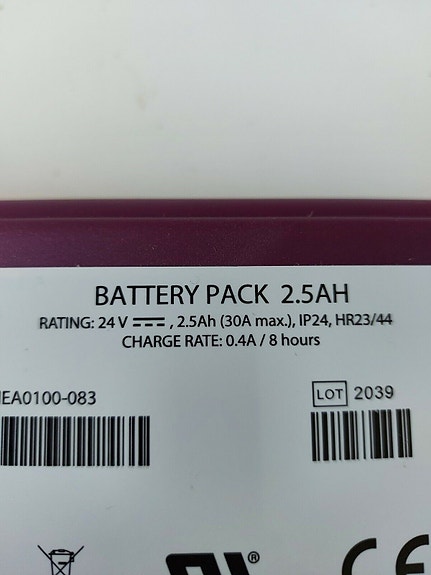 BATTERY PACK 2.5AH
RATING: 24 V ⎓, 2.5Ah (30A max.), IP24, HR23/44
CHARGE RATE: 0.4A / 8 hours
EA0100-083
LOT 2039
®
CE